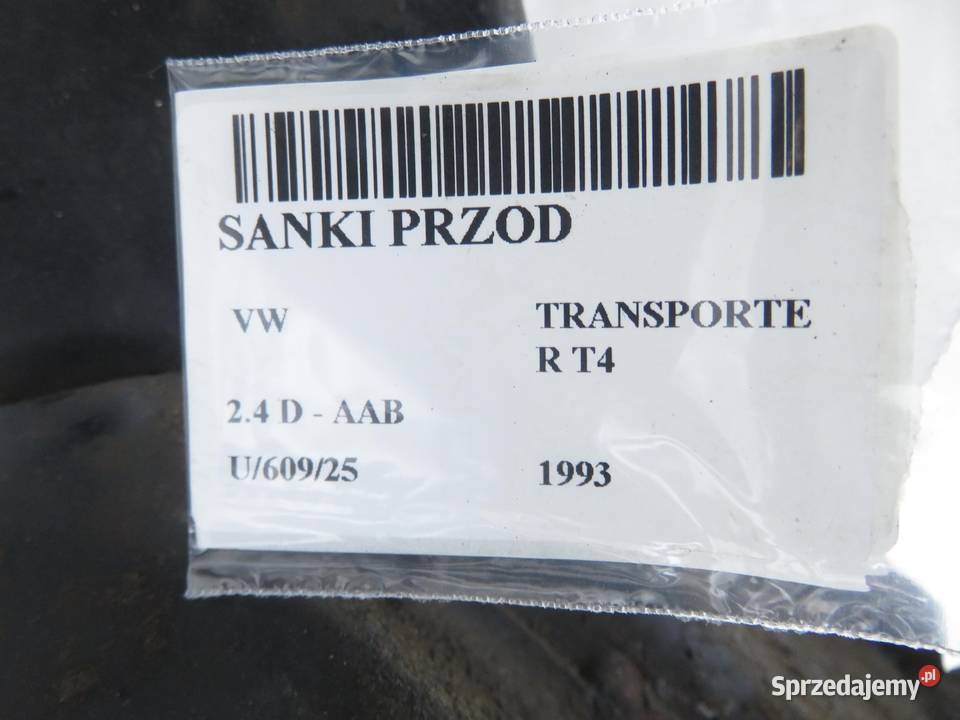 SANKI PRZOD
VW
TRANSPORTE
R T4
2.4 D - AAB
U/609/25
1993
Sprzedajemy.pl